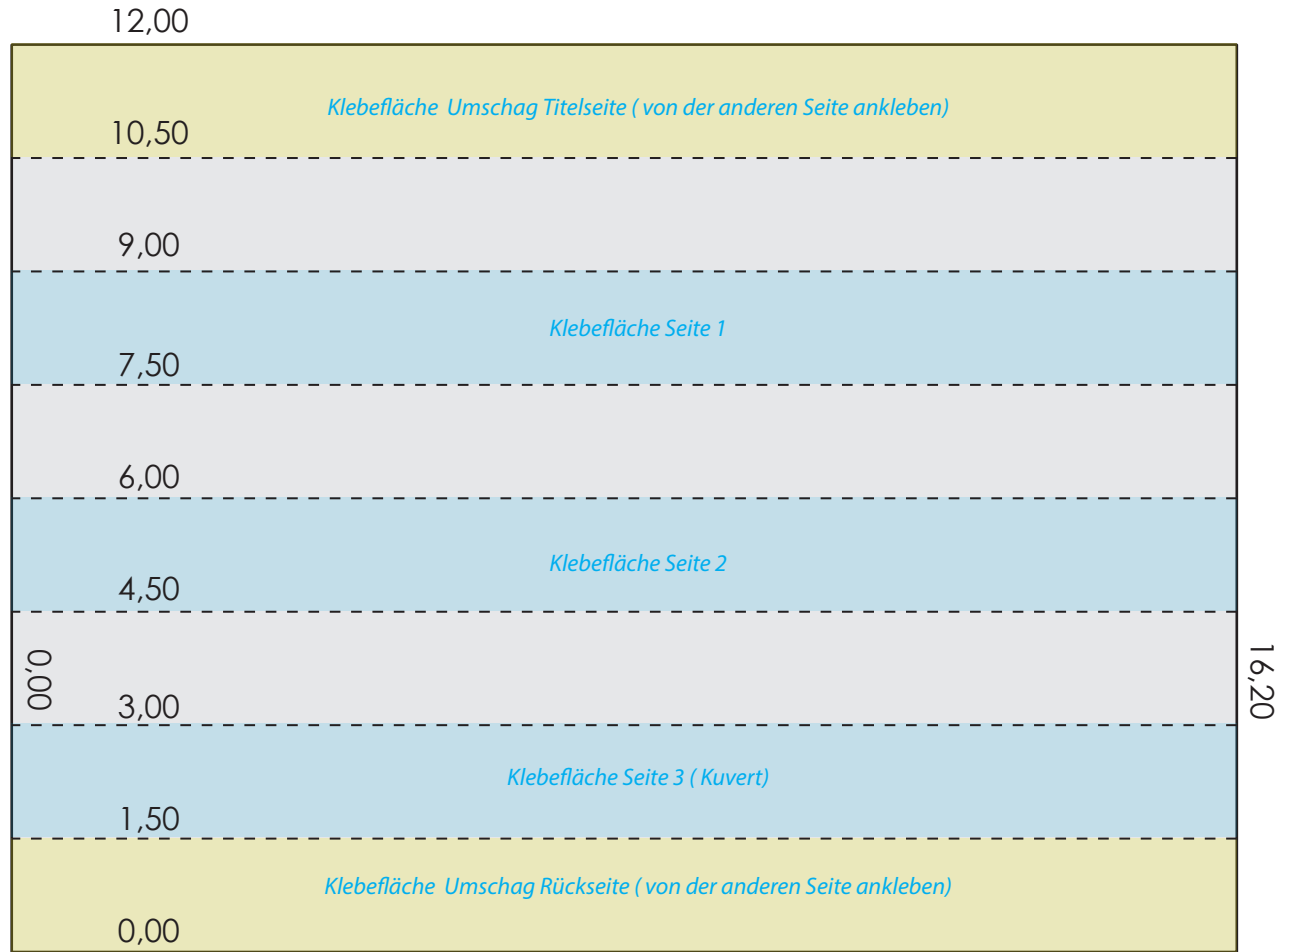 12,00
Klebefläche Umschag Titelseite ( von der anderen Seite ankleben)
10,50
9,00
Klebefläche Seite 1
7,50
6,00
Klebefläche Seite 2
4,50
0,00
16,20
3,00
Klebefläche Seite 3 ( Kuvert)
1,50
Klebefläche Umschag Rückseite ( von der anderen Seite ankleben)
0,00